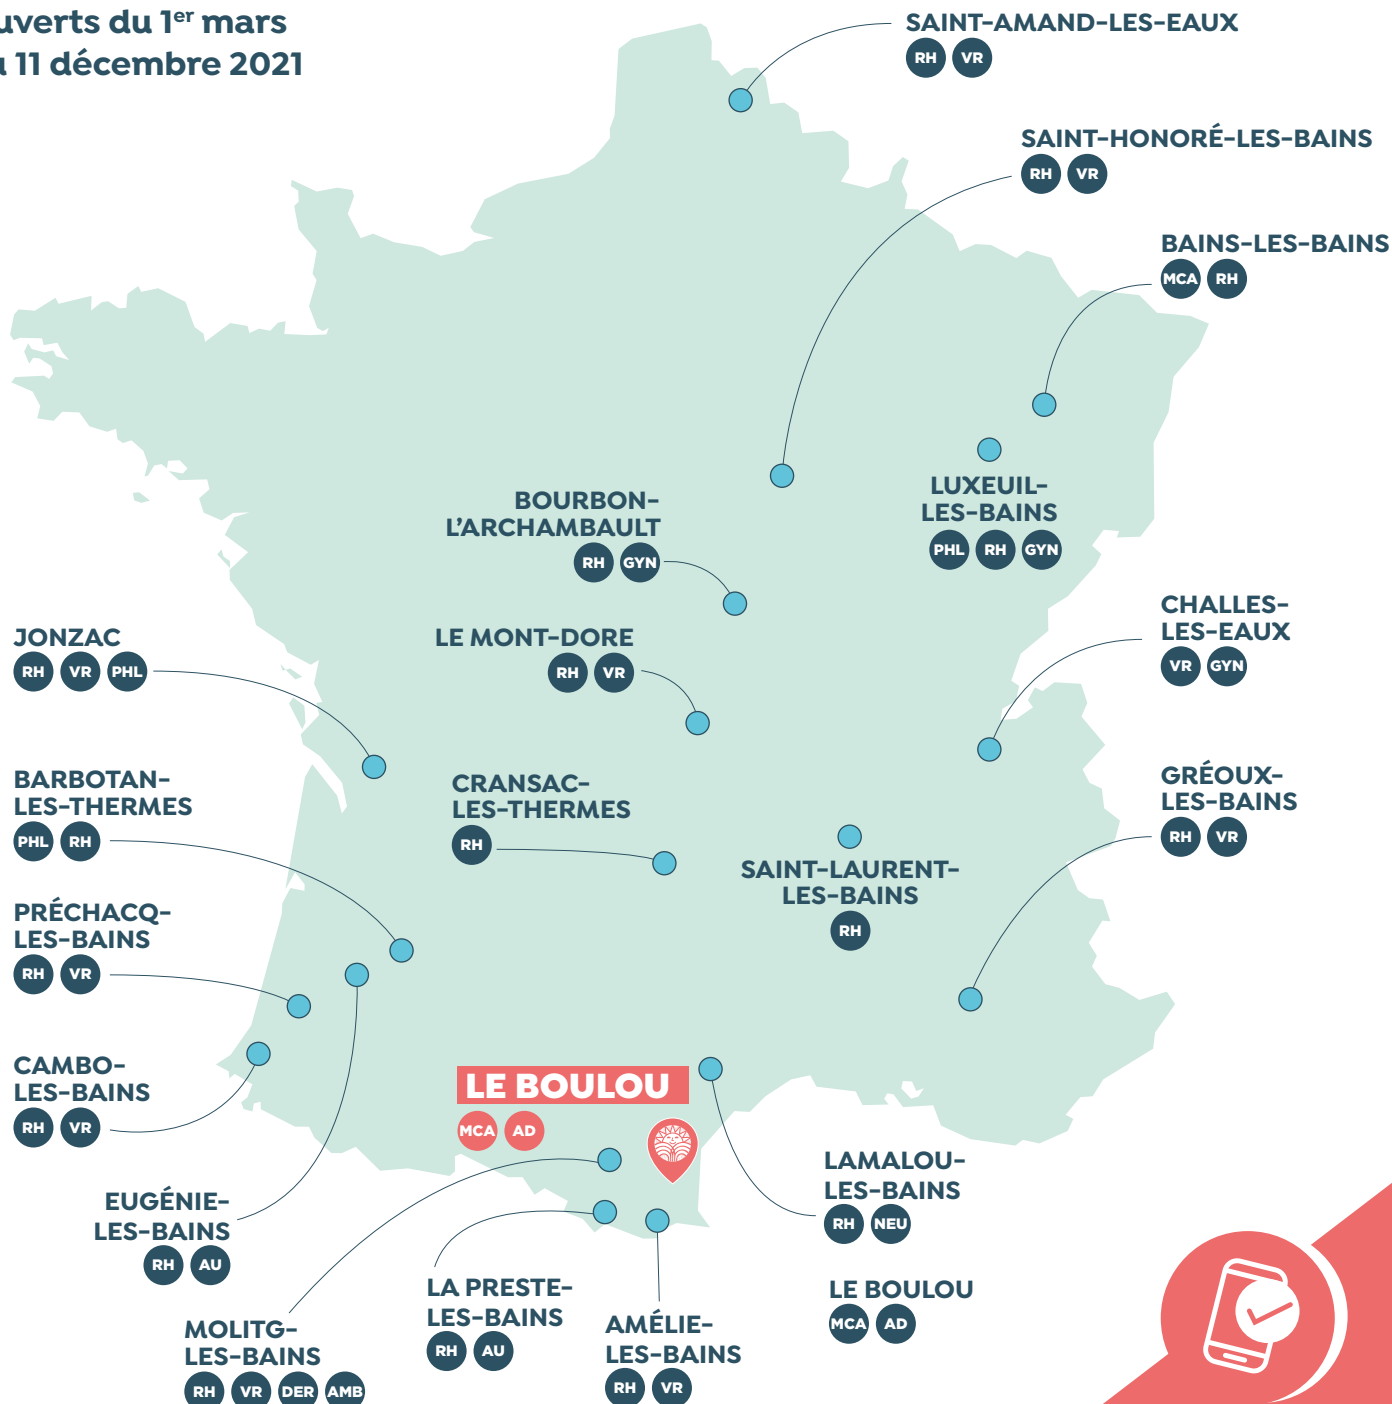 uverts du 1er mars
11 décembre 2021
SAINT-AMAND-LES-EAUX
RH VR
SAINT-HONORÉ-LES-BAINS
RH VR
BAINS-LES-BAINS
MCA RH
LUXEUIL-
LES-BAINS
PHL RH GYN
BOURBON-
L'ARCHAMBAULT
RH GYN
CHALLES-
LES-EAUX
VR GYN
JONZAC
RH VR PHL
LE MONT-DORE
RH VR
BARBOTAN-
LES-THERMES
PHL RH
CRANSAC-
LES-THERMES
RH
GRÉOUX-
LES-BAINS
RH VR
SAINT-LAURENT-
LES-BAINS
RH
PRÉCHACQ-
LES-BAINS
RH VR
CAMBO-
LES-BAINS
RH VR
LE BOULOU
MCA AD
LAMALOU-
LES-BAINS
RH NEU
EUGÉNIE-
LES-BAINS
RH AU
LA PRESTE-
LES-BAINS
RH AU
LE BOULOU
MCA AD
MOLITG-
LES-BAINS
RH VR DER AMB
AMÉLIE-
LES-BAINS
RH VR